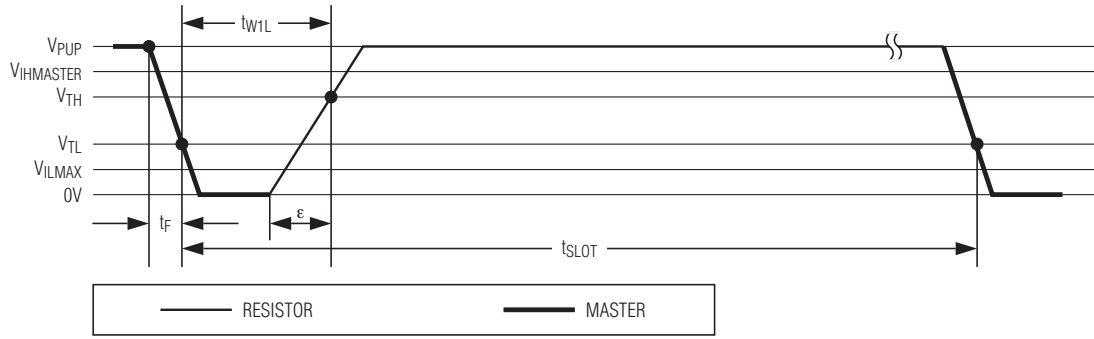 tW1L
VPUP
VIHMASTER
VTH
VTL
VILMAX
0V
tF
ε
tSLOT
RESISTOR
MASTER